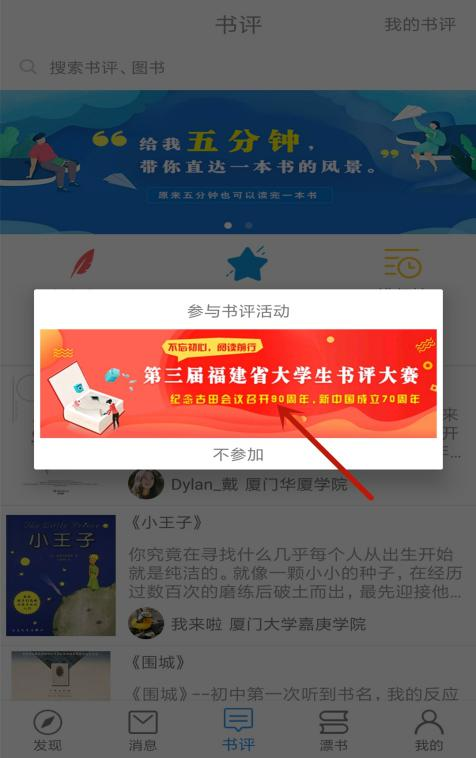 书评
我的书评
搜索书评、图书
给我五分钟，
带你直达一本书的风景。
原来五分钟也可以读完一本书
参与书评活动
不忘初心，阅读前行
第三届福建省大学生书评大赛
纪念古田会议召开90周年，新中国成立70周年
不参加
Dylan_戴 厦门华厦学院
《小王子》
你究竟在寻找什么几乎每个人从出生开始
就是纯洁的。就像一颗小小的种子，在经历
过数百次的磨练后破土而出，最先迎接他...
我来啦 厦门大学嘉庚学院
The Little Prince
小王子
《围城》
《围城》--初中第一次听到书名，我的反应
发现
消息
书评
漂书
我的